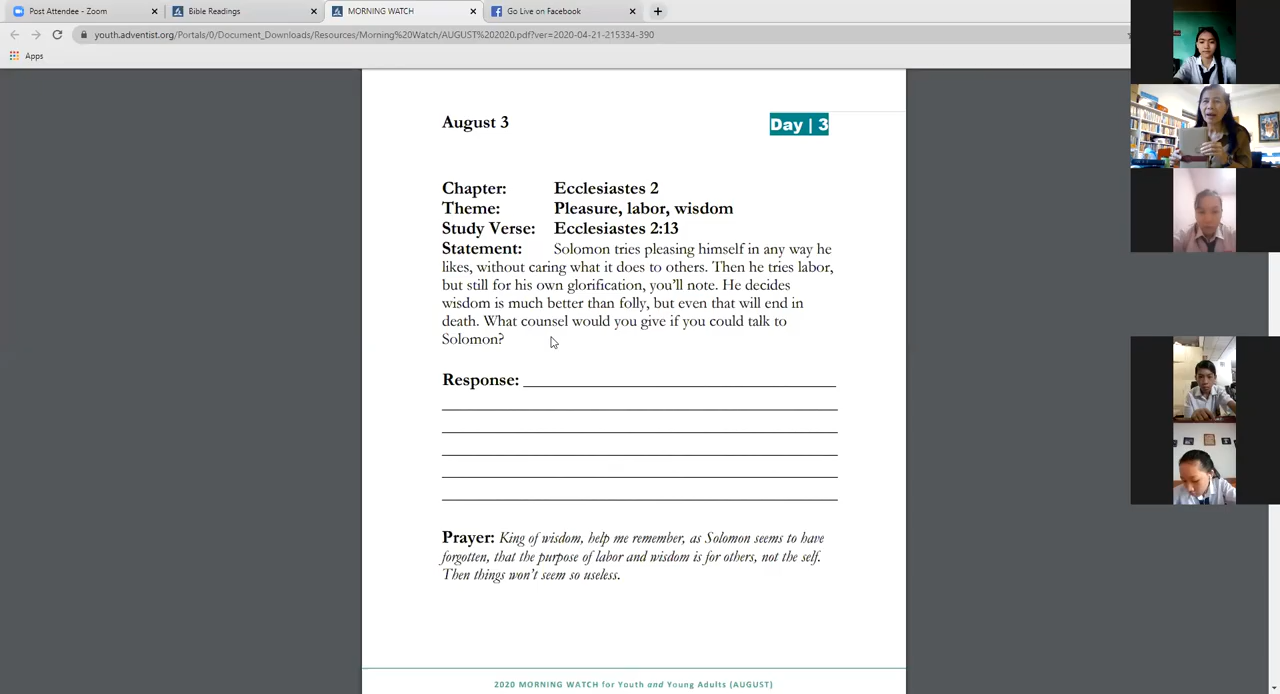 Post Attendee - Zoom
Bible Readings
MORNING WATCH
Go Live on Facebook
youth.adventist.org/Portals/0/Document_Downloads/Resources/Morning%20Watch/AUGUST%202020.pdf?ver=2020-04-21-215334-390
Apps
August 3
Day | 3
Chapter: Ecclesiastes 2
Theme: Pleasure, labor, wisdom
Study Verse: Ecclesiastes 2:13
Statement: Solomon tries pleasing himself in any way he
likes, without caring what it does to others. Then he tries labor,
but still for his own glorification, you'll note. He decides
wisdom is much better than folly, but even that will end in
death. What counsel would you give if you could talk to
Solomon?
Response:
Prayer: King of wisdom, help me remember, as Solomon seems to have
forgotten, that the purpose of labor and wisdom is for others, not the self.
Then things won't seem so useless.
2020 MORNING WATCH for Youth and Young Adults (AUGUST)